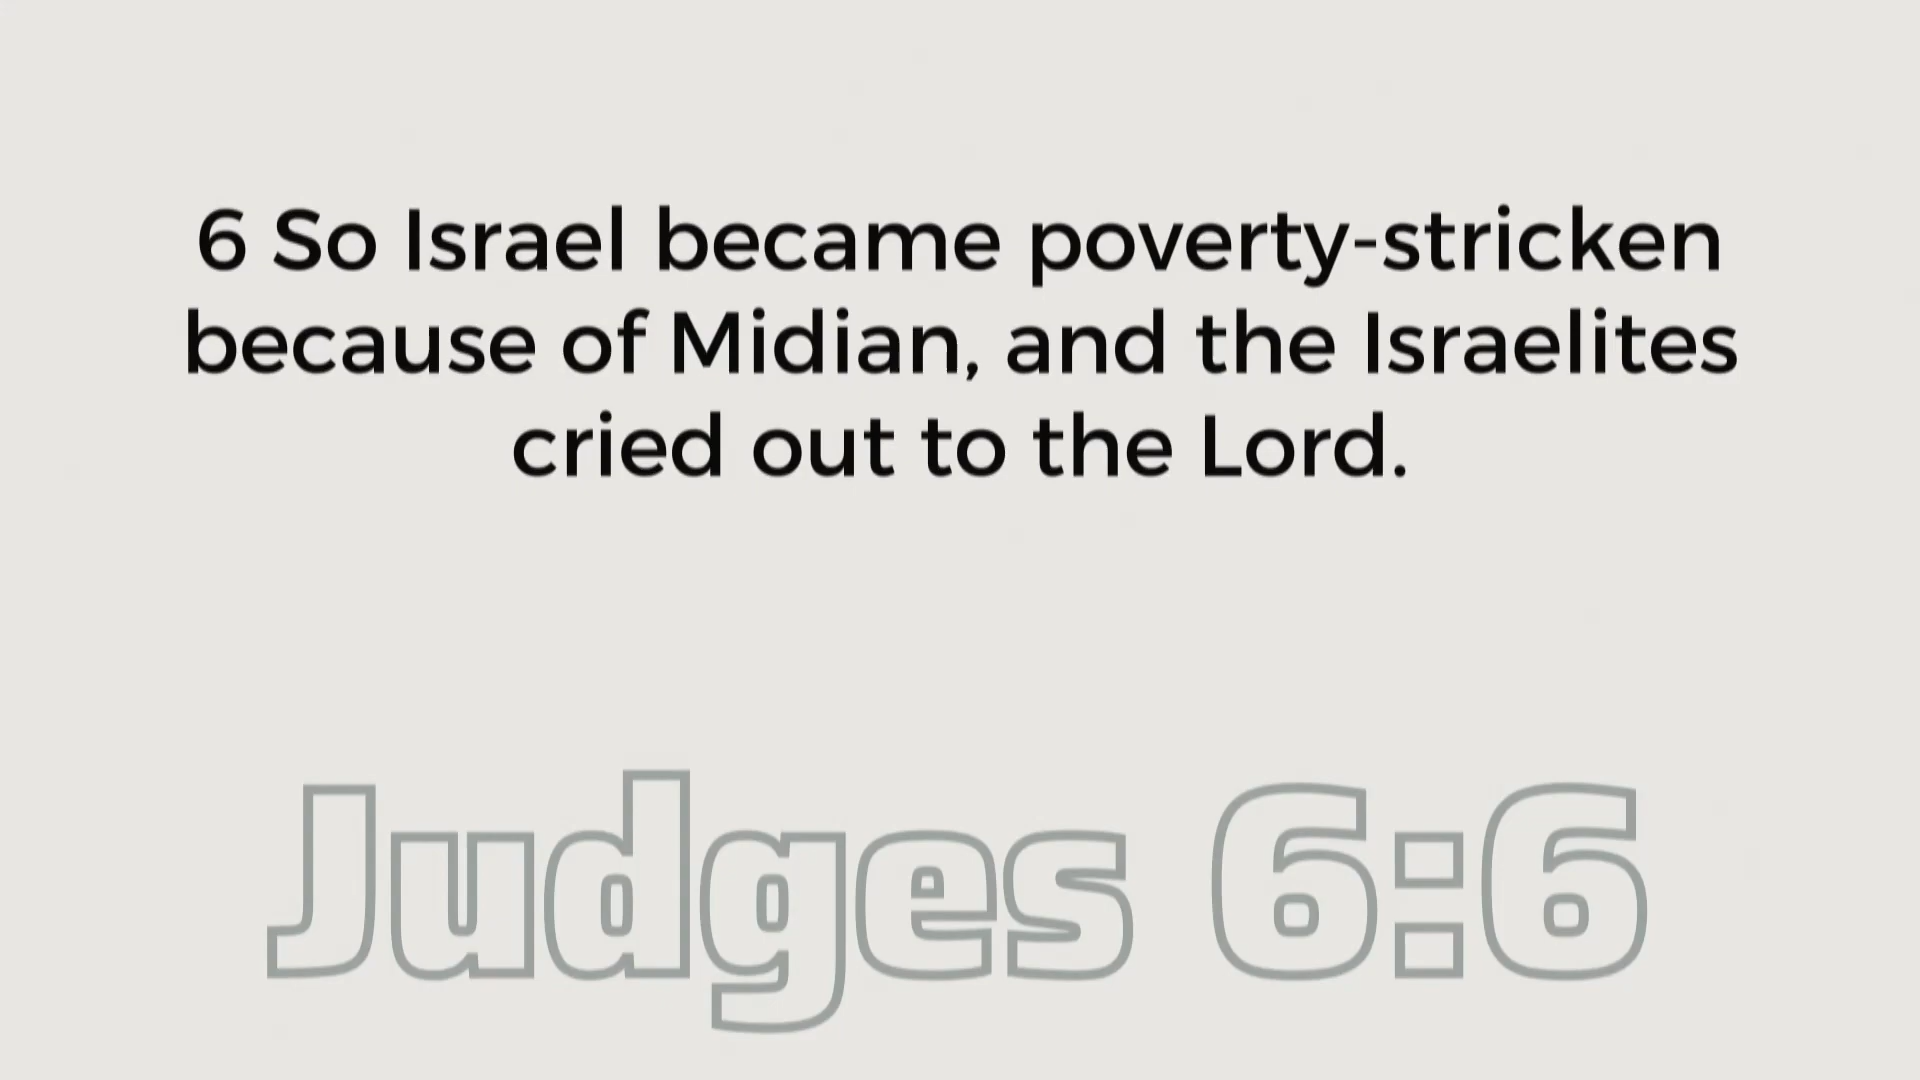 6 So Israel became poverty-stricken
because of Midian, and the Israelites
cried out to the Lord.
Judges 6:6